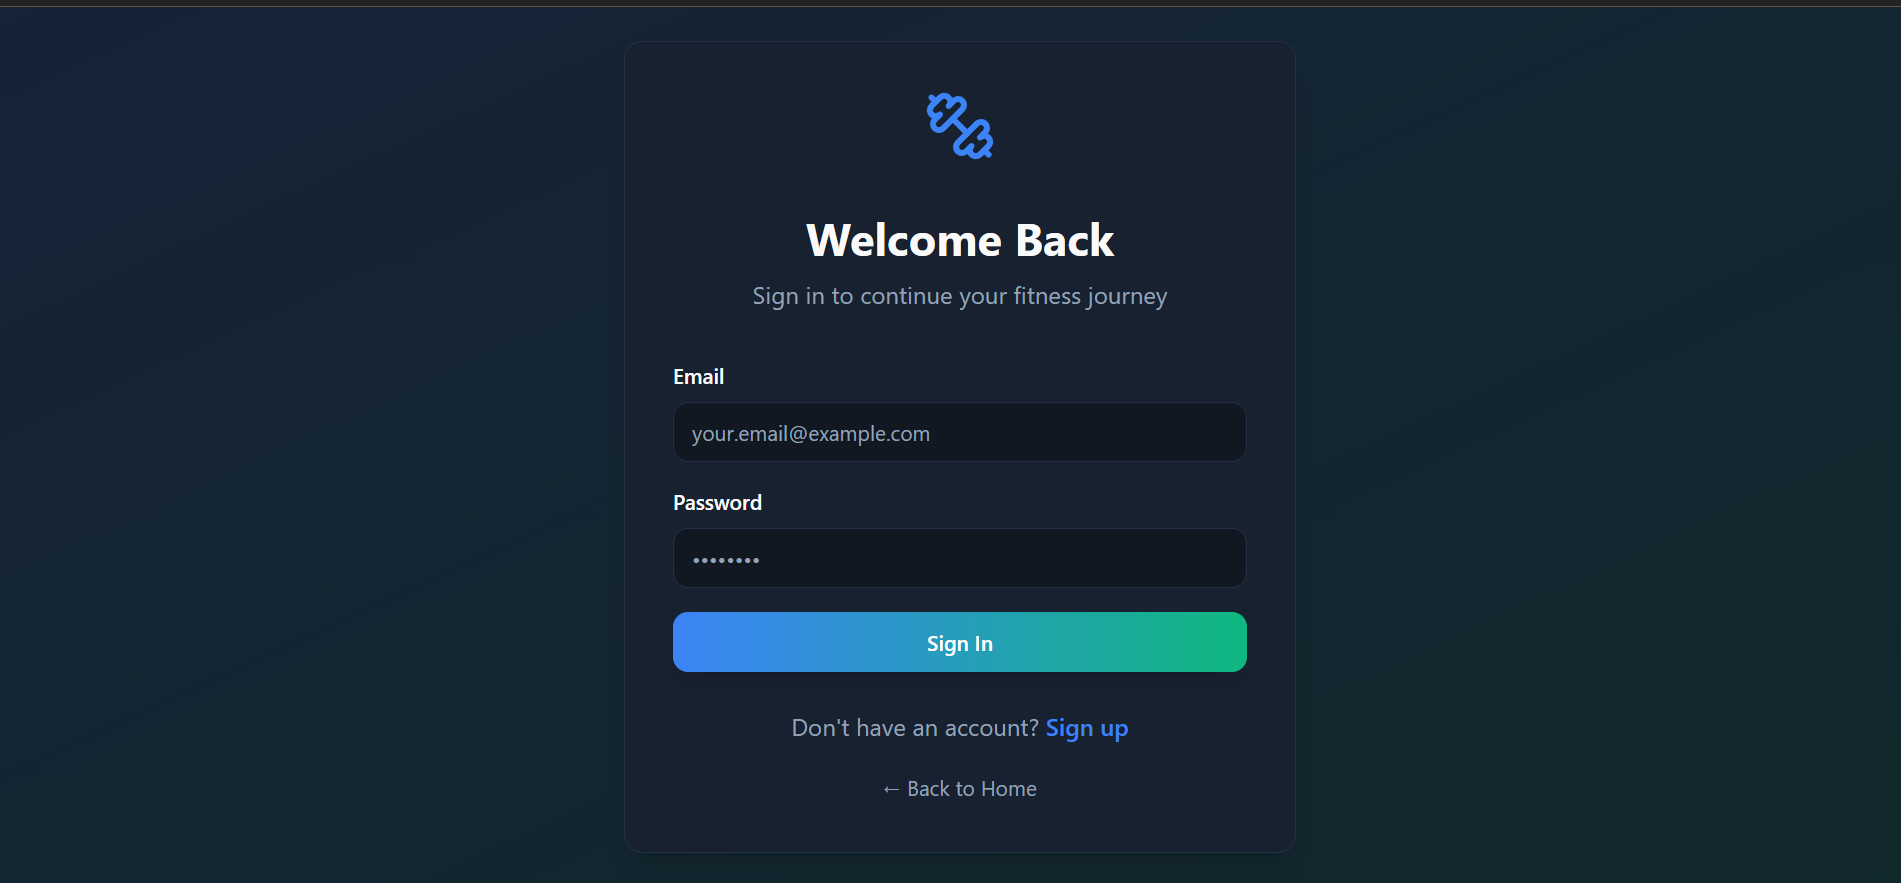 Welcome Back
Sign in to continue your fitness journey
Email
your.email@example.com
Password
••••••••
Sign In
Don't have an account? Sign up
← Back to Home